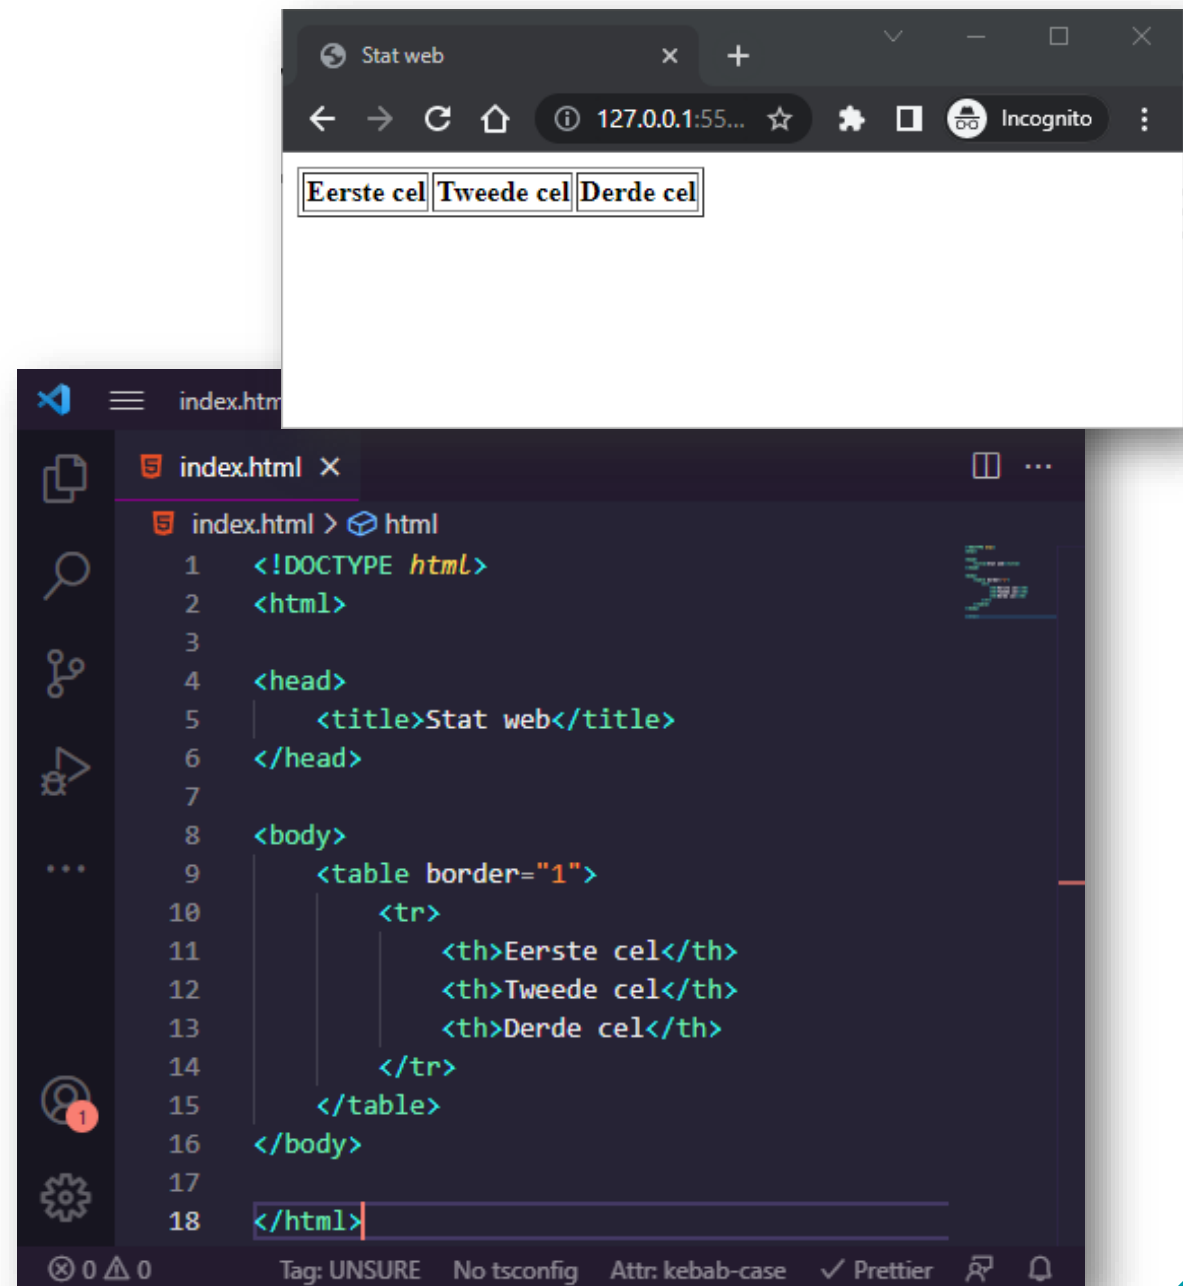 Stat web
127.0.0.1:55... Incognito
Eerste cel Tweede cel Derde cel
index.htm
index.html
index.html > html
1 <!DOCTYPE html>
2 <html>
3
4 <head>
5 <title>Stat web</title>
6 </head>
7
8 <body>
9 <table border="1">
10 <tr>
11 <th>Eerste cel</th>
12 <th>Tweede cel</th>
13 <th>Derde cel</th>
14 </tr>
15 </table>
16 </body>
17
18 </html>
1
0 0 Tag: UNSURE No tsconfig Attr: kebab-case Prettier